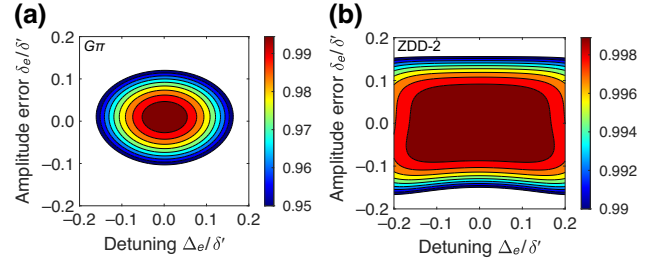 (a)
Gπ
Amplitude error δₑ/δ′
0.2
0.1
0.0
−0.1
−0.2
−0.2 −0.1 0.0 0.1 0.2
Detuning Δₑ/δ′
0.99
0.98
0.97
0.96
0.95
(b)
ZDD-2
Amplitude error δₑ/δ′
0.2
0.1
0.0
−0.1
−0.2
−0.2 −0.1 0.0 0.1 0.2
Detuning Δₑ/δ′
0.998
0.996
0.994
0.992
0.99